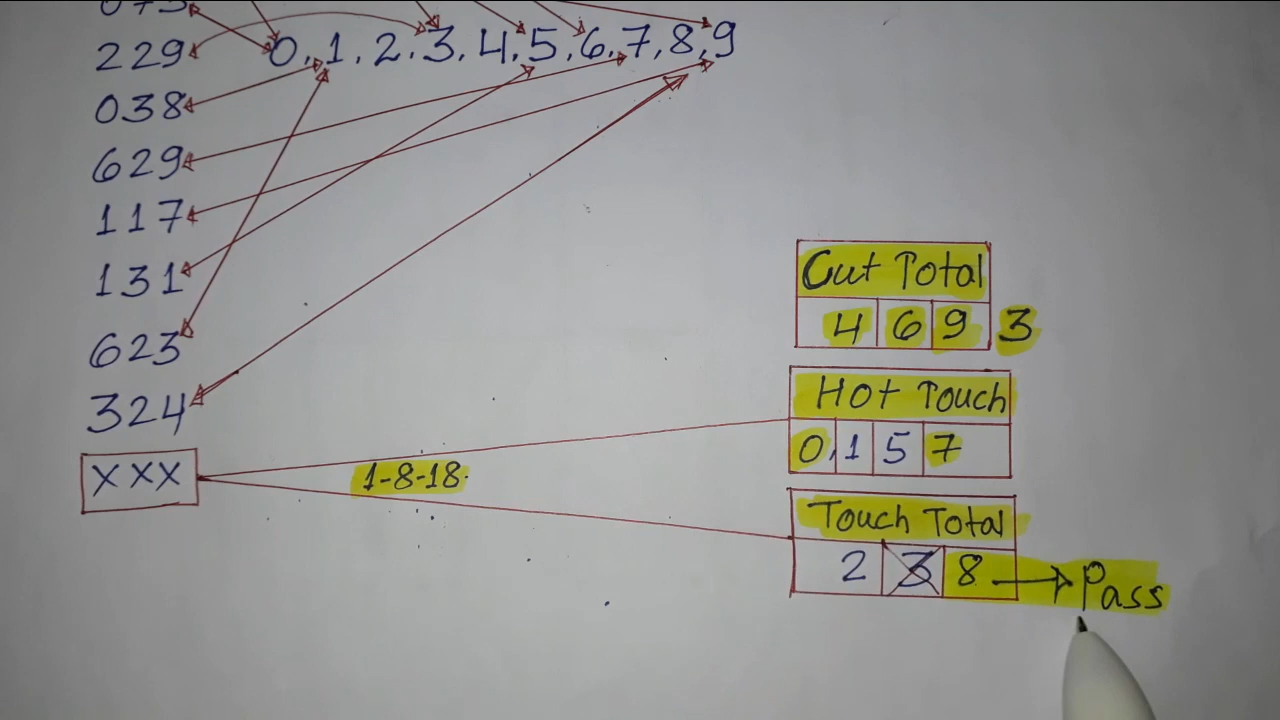 073
229 0.1.2.3.4.5.6.7,8,9
038
629
117
131
623
324
XXX
1-8-18.
Cut Total
4 6 9 3
Hot Touch
0,1 5 7
Touch Total
2 3 8 → Pass